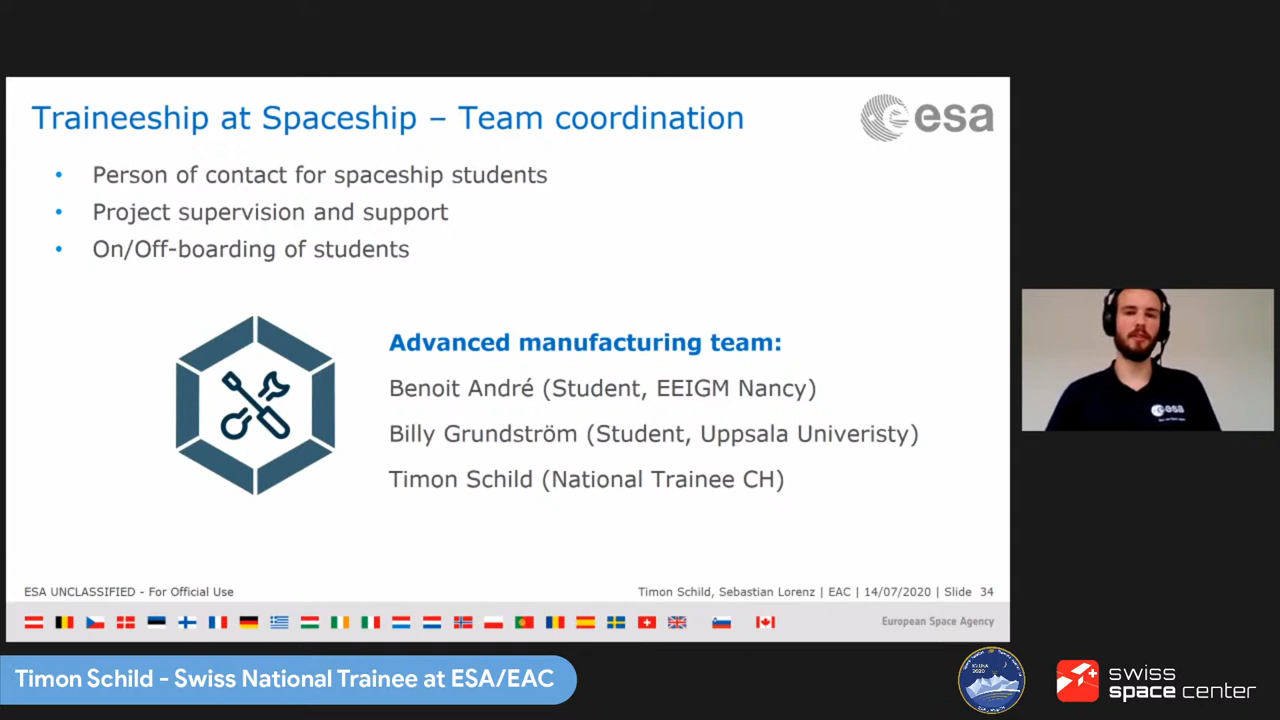 Traineeship at Spaceship – Team coordination
esa
• Person of contact for spaceship students
• Project supervision and support
• On/Off-boarding of students
Advanced manufacturing team:
Benoit André (Student, EEIGM Nancy)
Billy Grundström (Student, Uppsala Univeristy)
Timon Schild (National Trainee CH)
esa
ESA UNCLASSIFIED - For Official Use
Timon Schild, Sebastian Lorenz | EAC | 14/07/2020 | Slide 34
European Space Agency
Timon Schild - Swiss National Trainee at ESA/EAC
IGLUNA
2020
swiss
space center